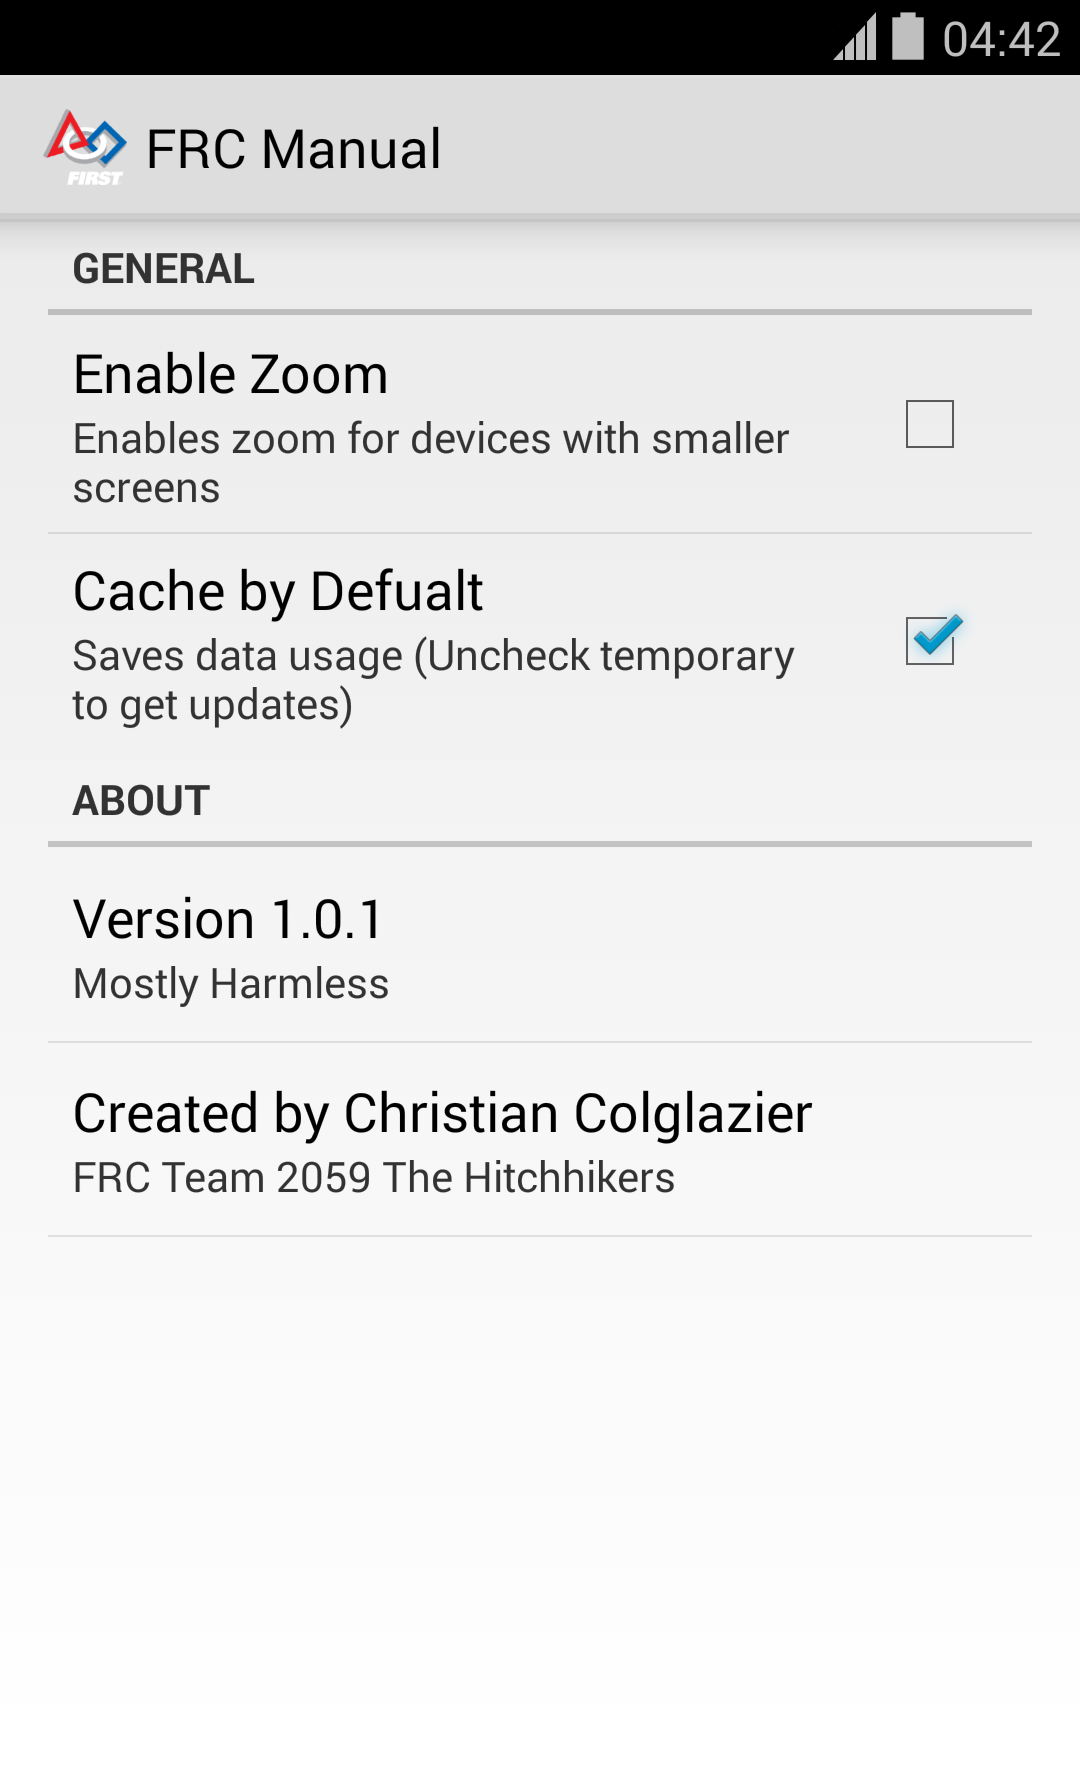 04:42
FIRST
FRC Manual
GENERAL
Enable Zoom
Enables zoom for devices with smaller
screens
Cache by Defualt
Saves data usage (Uncheck temporary
to get updates)
ABOUT
Version 1.0.1
Mostly Harmless
Created by Christian Colglazier
FRC Team 2059 The Hitchhikers